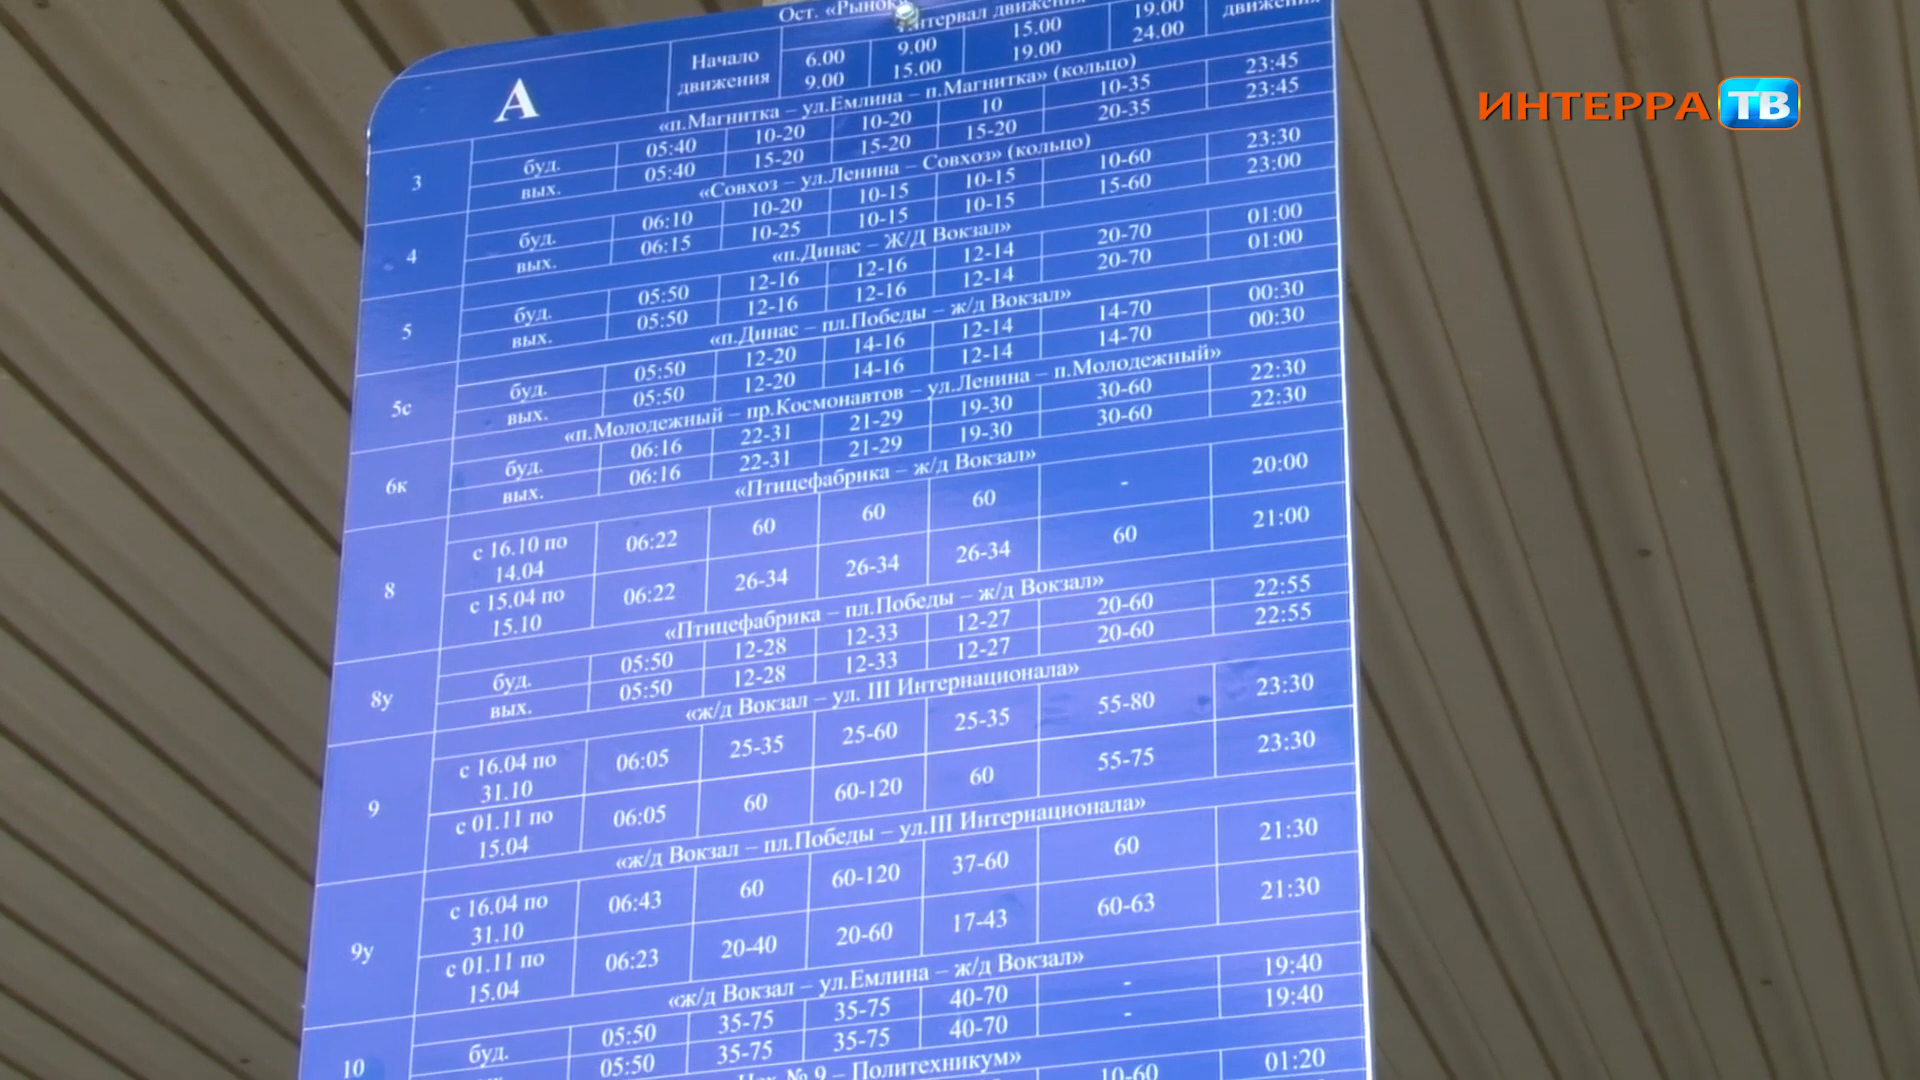 Ост. «Рынок»
А
Начало движения
интервал движения
движения
6.00 9.00
9.00 15.00
15.00 19.00
19.00 24.00
ИНТЕРРА ТВ
«п.Магнитка – ул.Емлина – п.Магнитка» (кольцо)
3
буд. 05:40 10-20 10-20 10 10-35 23:45
вых. 05:40 15-20 15-20 15-20 20-35 23:45
«Совхоз – ул.Ленина – Совхоз» (кольцо)
4
буд. 06:10 10-20 10-15 10-15 10-60 23:30
вых. 06:15 10-25 10-15 10-15 15-60 23:00
«п.Динас – Ж/Д Вокзал»
5
буд. 05:50 12-16 12-16 12-14 20-70 01:00
вых. 05:50 12-16 12-16 12-14 20-70 01:00
«п.Динас – пл.Победы – ж/д Вокзал»
5с
буд. 05:50 12-20 14-16 12-14 14-70 00:30
вых. 05:50 12-20 14-16 12-14 14-70 00:30
«п.Молодежный – пр.Космонавтов – ул.Ленина – п.Молодежный»
6к
буд. 06:16 22-31 21-29 19-30 30-60 22:30
вых. 06:16 22-31 21-29 19-30 30-60 22:30
«Птицефабрика – ж/д Вокзал»
8
с 16.10 по 14.04 06:22 60 60 60 - 20:00
с 15.04 по 15.10 06:22 26-34 26-34 26-34 60 21:00
«Птицефабрика – пл.Победы – ж/д Вокзал»
8у
буд. 05:50 12-28 12-33 12-27 20-60 22:55
вых. 05:50 12-28 12-33 12-27 20-60 22:55
«ж/д Вокзал – ул. III Интернационала»
9
с 16.04 по 31.10 06:05 25-35 25-60 25-35 55-80 23:30
с 01.11 по 15.04 06:05 60 60-120 60 55-75 23:30
«ж/д Вокзал – пл.Победы – ул.III Интернационала»
9у
с 16.04 по 31.10 06:43 60 60-120 37-60 60 21:30
с 01.11 по 15.04 06:23 20-40 20-60 17-43 60-63 21:30
«ж/д Вокзал – ул.Емлина – ж/д Вокзал»
10
буд. 05:50 35-75 35-75 40-70 - 19:40
05:50 35-75 35-75 40-70 - 19:40
№ 9 – Политехникум»
10-60 01:20